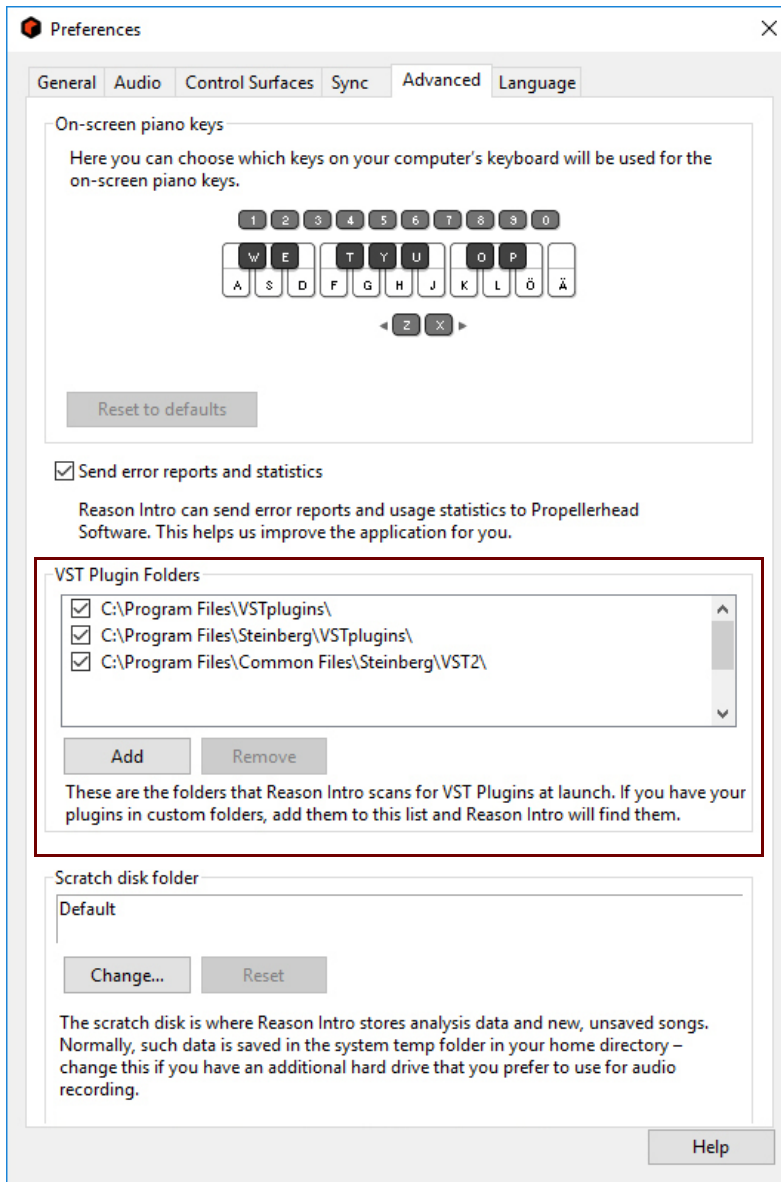 Preferences
General Audio Control Surfaces Sync Advanced Language
On-screen piano keys
Here you can choose which keys on your computer's keyboard will be used for the
on-screen piano keys.
1 2 3 4 5 6 7 8 9 0
W E T Y U O P
A S D F G H J K L Ö Ä
Z X
Reset to defaults
Send error reports and statistics
Reason Intro can send error reports and usage statistics to Propellerhead
Software. This helps us improve the application for you.
VST Plugin Folders
C:\Program Files\VSTplugins\
C:\Program Files\Steinberg\VSTplugins\
C:\Program Files\Common Files\Steinberg\VST2\
Add Remove
These are the folders that Reason Intro scans for VST Plugins at launch. If you have your
plugins in custom folders, add them to this list and Reason Intro will find them.
Scratch disk folder
Default
Change... Reset
The scratch disk is where Reason Intro stores analysis data and new, unsaved songs.
Normally, such data is saved in the system temp folder in your home directory –
change this if you have an additional hard drive that you prefer to use for audio
recording.
Help